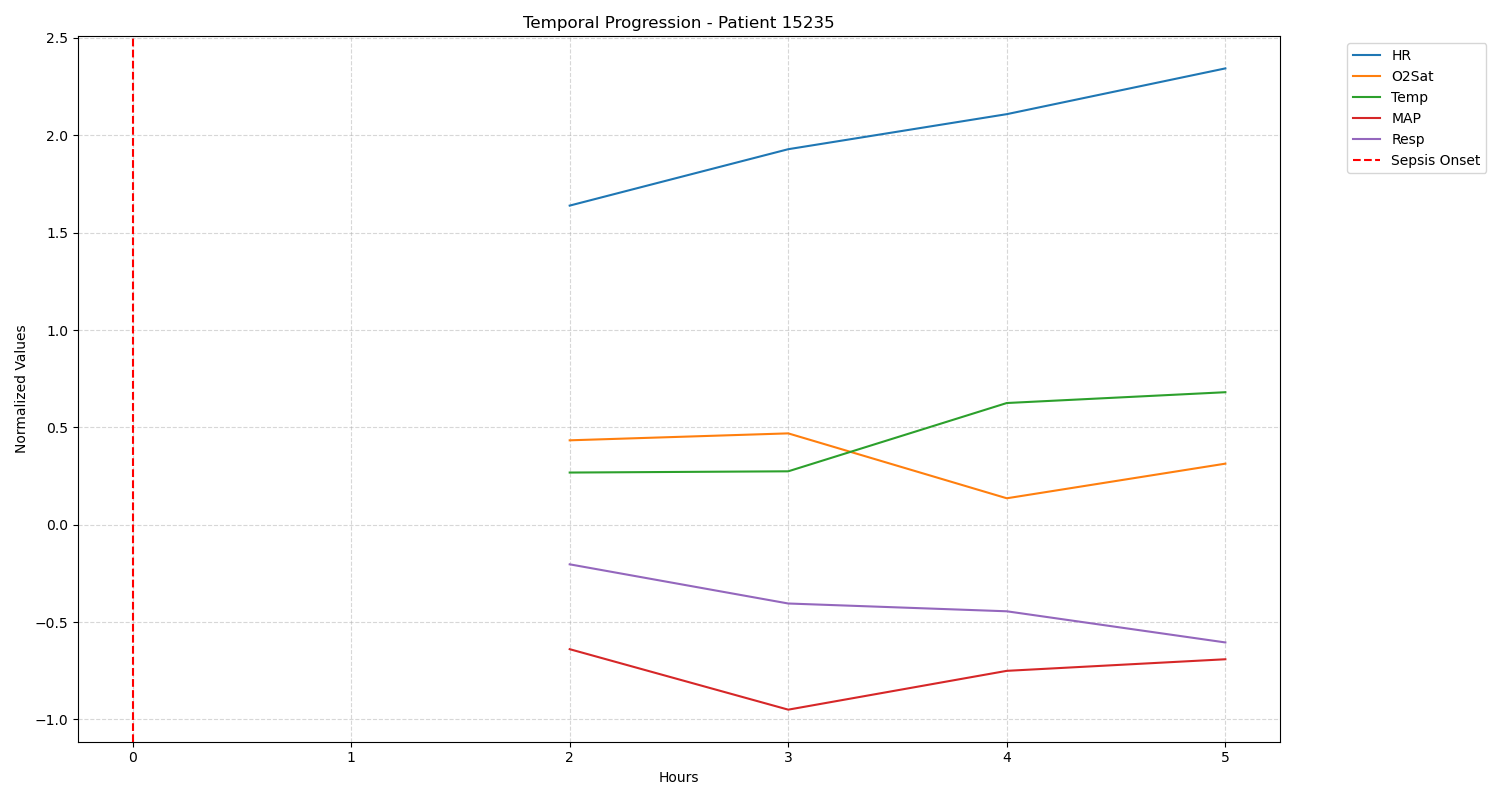 Temporal Progression - Patient 15235
2.5
2.0
1.5
1.0
0.5
0.0
−0.5
−1.0
Normalized Values
0 1 2 3 4 5
Hours
HR
O2Sat
Temp
MAP
Resp
Sepsis Onset